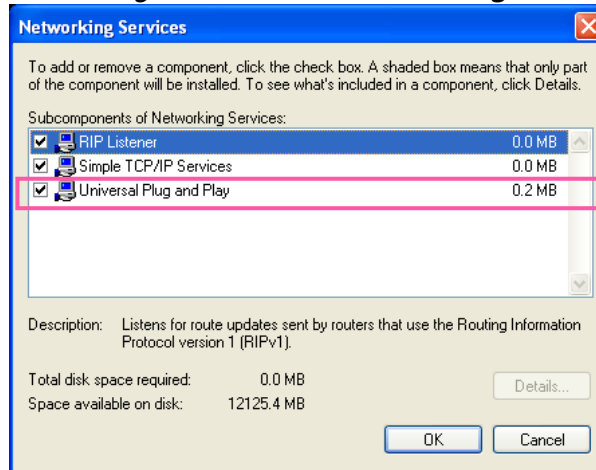 Networking Services
To add or remove a component, click the check box. A shaded box means that only part
of the component will be installed. To see what's included in a component, click Details.
Subcomponents of Networking Services:
RIP Listener 0.0 MB
Simple TCP/IP Services 0.0 MB
Universal Plug and Play 0.2 MB
Description: Listens for route updates sent by routers that use the Routing Information
Protocol version 1 (RIPv1).
Total disk space required: 0.0 MB
Details...
Space available on disk: 12125.4 MB
OK Cancel